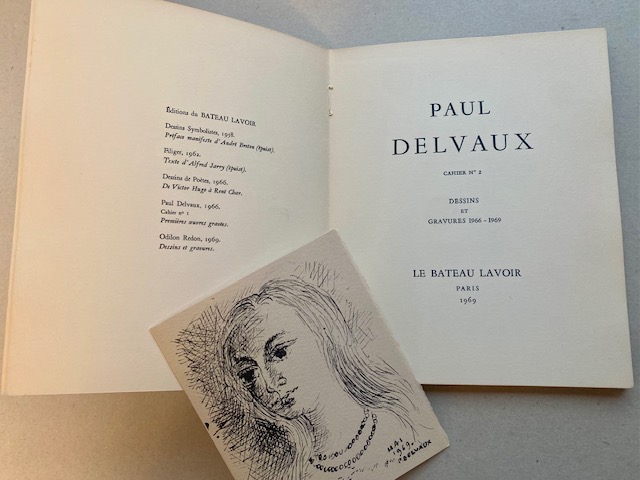 Éditions du BATEAU LAVOIR
Dessins Symbolistes, 1958.
Préface manifeste d'André Breton (épuisé).
Filiger, 1962.
Texte d'Alfred Jarry (épuisé).
Dessins de Poètes, 1966.
De Victor Hugo à René Char.
Paul Delvaux, 1966.
Cahier nº 1
Premières œuvres gravées.
Odilon Redon, 1969.
Dessins et gravures.
PAUL
DELVAUX
CAHIER Nº 2
DESSINS
ET
GRAVURES 1966-1969
LE BATEAU LAVOIR
PARIS
1969
MAI
1969
P. DELVAUX